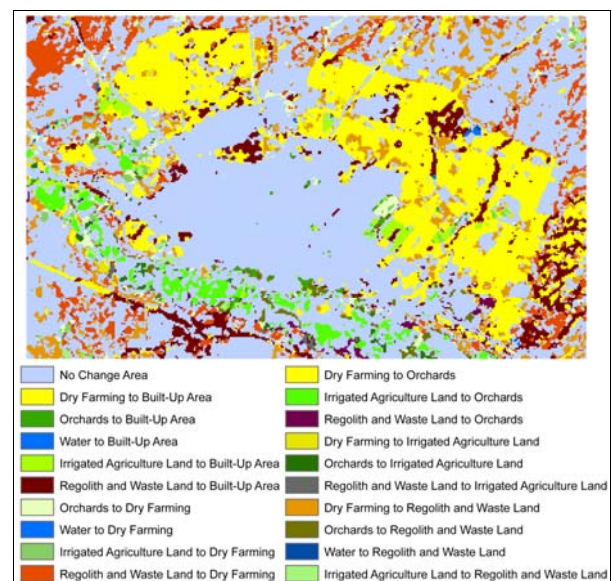 No Change Area
Dry Farming to Built-Up Area
Orchards to Built-Up Area
Water to Built-Up Area
Irrigated Agriculture Land to Built-Up Area
Regolith and Waste Land to Built-Up Area
Orchards to Dry Farming
Water to Dry Farming
Irrigated Agriculture Land to Dry Farming
Regolith and Waste Land to Dry Farming
Dry Farming to Orchards
Irrigated Agriculture Land to Orchards
Regolith and Waste Land to Orchards
Dry Farming to Irrigated Agriculture Land
Orchards to Irrigated Agriculture Land
Regolith and Waste Land to Irrigated Agriculture Land
Dry Farming to Regolith and Waste Land
Orchards to Regolith and Waste Land
Water to Regolith and Waste Land
Irrigated Agriculture Land to Regolith and Waste Land